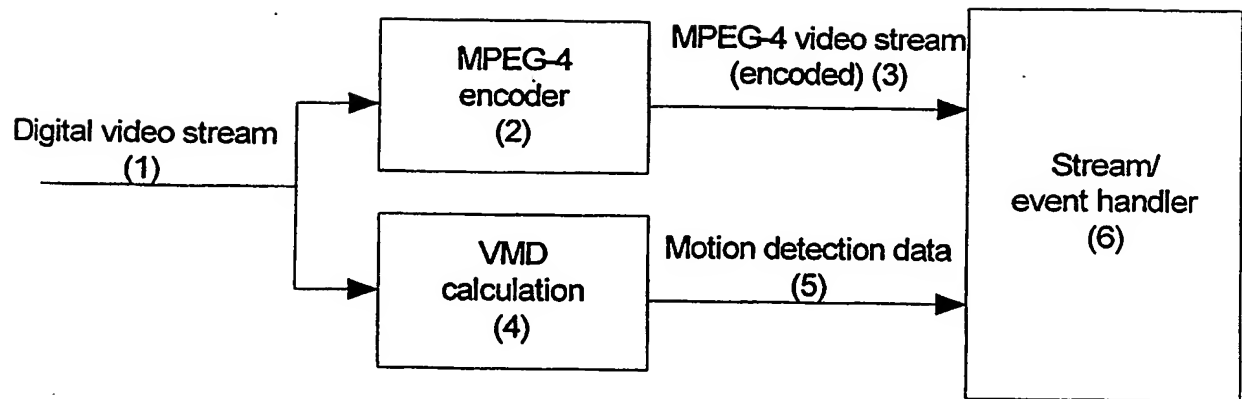 Digital video stream
(1)
MPEG-4
encoder
(2)
MPEG-4 video stream
(encoded) (3)
VMD
calculation
(4)
Motion detection data
(5)
Stream/
event handler
(6)